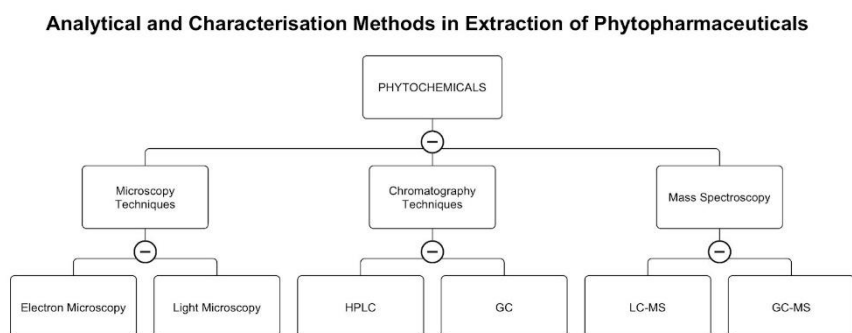 Analytical and Characterisation Methods in Extraction of Phytopharmaceuticals
PHYTOCHEMICALS
Microscopy
Techniques
Chromatography
Techniques
Mass Spectroscopy
Electron Microscopy
Light Microscopy
HPLC
GC
LC-MS
GC-MS